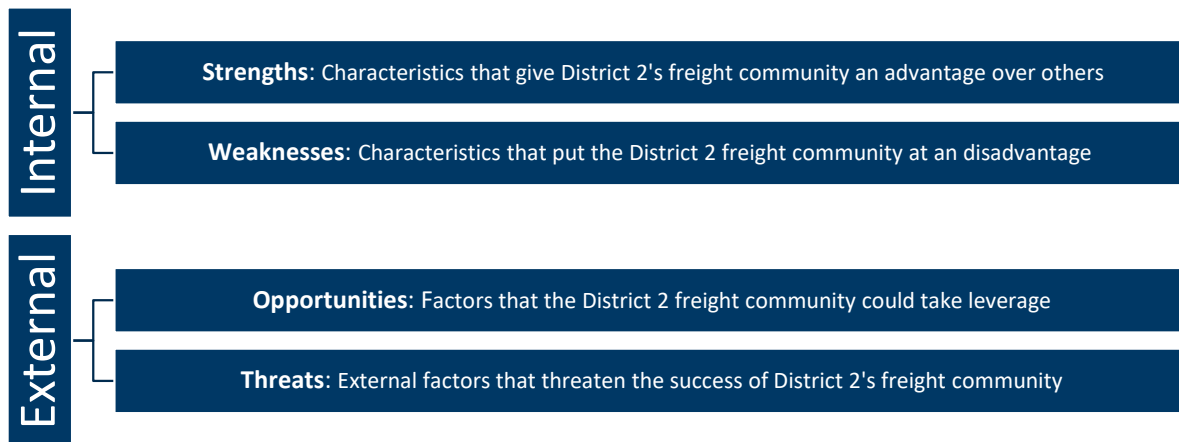 Internal
Strengths: Characteristics that give District 2's freight community an advantage over others
Weaknesses: Characteristics that put the District 2 freight community at an disadvantage
External
Opportunities: Factors that the District 2 freight community could take leverage
Threats: External factors that threaten the success of District 2's freight community